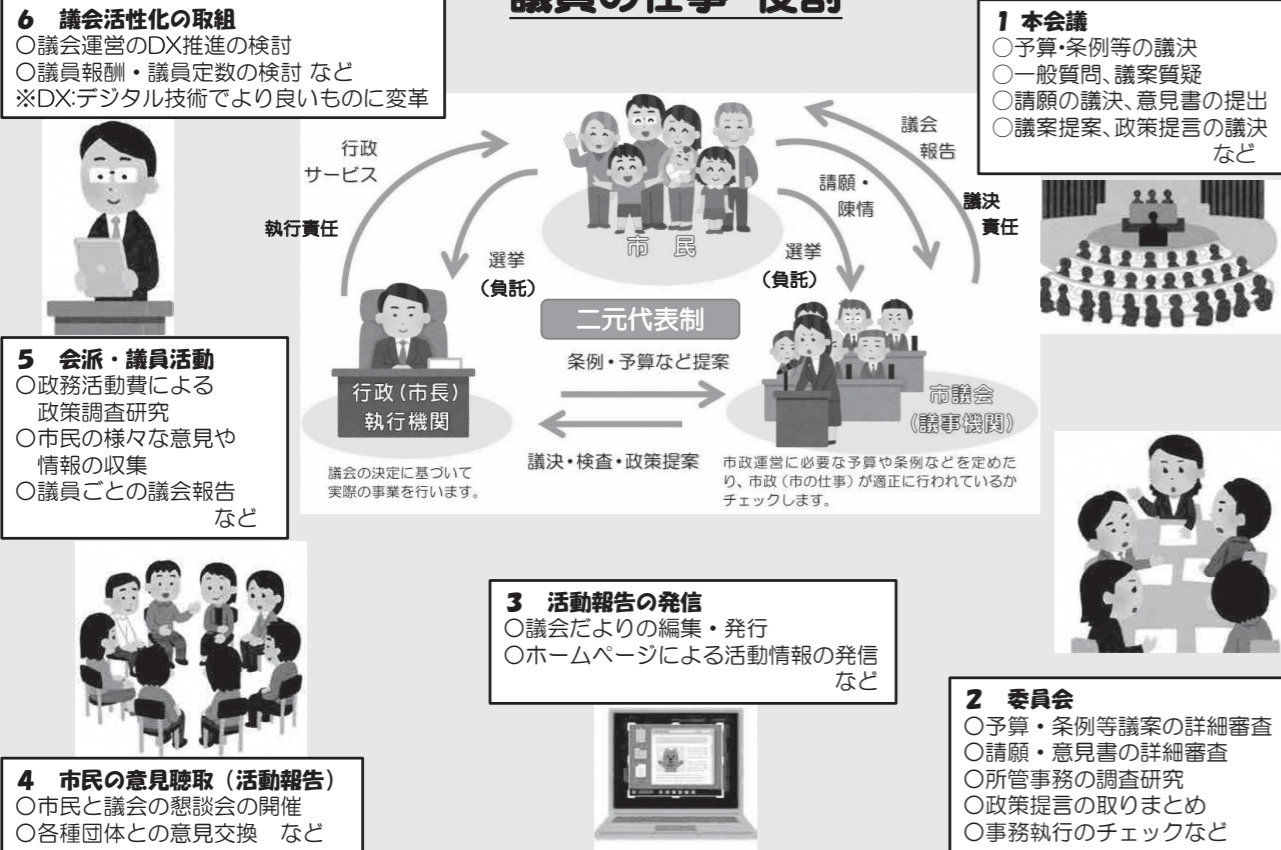 議員の仕事・役割
6 議会活性化の取組
○議会運営のDX推進の検討
○議員報酬・議員定数の検討 など
※DX:デジタル技術でより良いものに変革
1 本会議
○予算・条例等の議決
○一般質問、議案質疑
○請願の議決、意見書の提出
○議案提案、政策提言の議決
など
行政
サービス
執行責任
選挙
(負託)
市民
請願・
陳情
選挙
(負託)
議会
報告
議決
責任
二元代表制
条例・予算など提案
議決・検査・政策提案
行政(市長)
執行機関
議会の決定に基づいて
実際の事業を行います。
市議会
(議事機関)
市政運営に必要な予算や条例などを定めた
り、市政(市の仕事)が適正に行われているか
チェックします。
5 会派・議員活動
○政務活動費による
政策調査研究
○市民の様々な意見や
情報の収集
○議員ごとの議会報告
など
3 活動報告の発信
○議会だよりの編集・発行
○ホームページによる活動情報の発信
など
2 委員会
○予算・条例等議案の詳細審査
○請願・意見書の詳細審査
○所管事務の調査研究
○政策提言の取りまとめ
○事務執行のチェックなど
4 市民の意見聴取(活動報告)
○市民と議会の懇談会の開催
○各種団体との意見交換 など